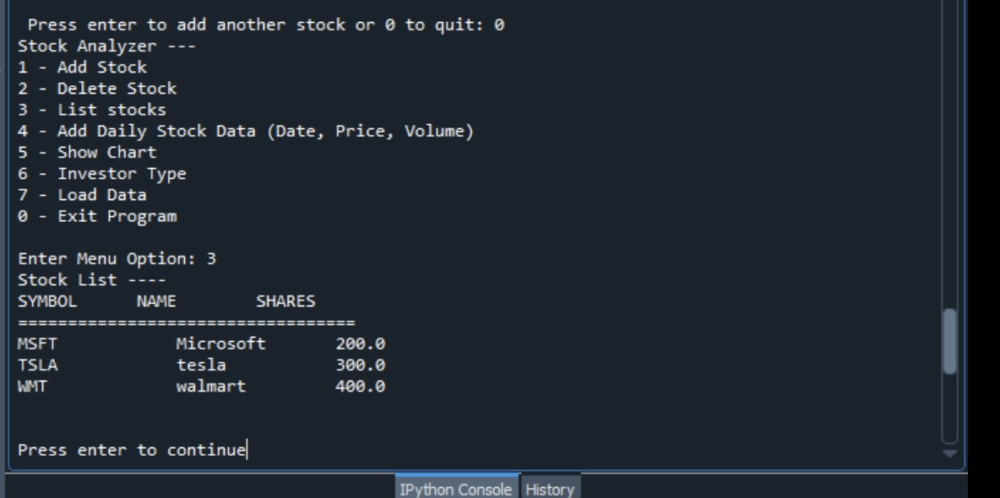 Press enter to add another stock or 0 to quit: 0
Stock Analyzer ---
1 - Add Stock
2 - Delete Stock
3 - List stocks
4 - Add Daily Stock Data (Date, Price, Volume)
5 - Show Chart
6 - Investor Type
7 - Load Data
0 - Exit Program
Enter Menu Option: 3
Stock List ----
SYMBOL NAME SHARES
==================================
MSFT Microsoft 200.0
TSLA tesla 300.0
WMT walmart 400.0
Press enter to continue
IPython Console History